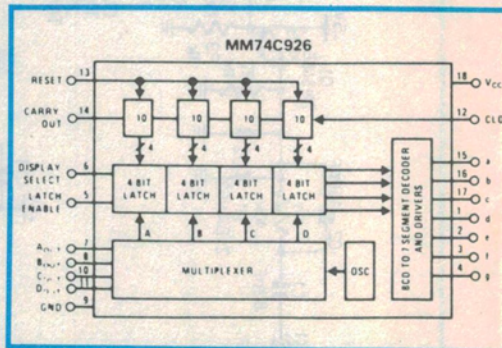 MM74C926
RESET 13
CARRY OUT 14
10 10 10 10
4 4 4 4
18 VCC
12 CLO
DISPLAY SELECT 6
LATCH ENABLE 5
4 BIT LATCH
4 BIT LATCH
4 BIT LATCH
4 BIT LATCH
BCD TO 7 SEGMENT DECODER AND DRIVERS
15 a
16 b
17 c
1 d
2 e
3 f
4 g
A B C D
MULTIPLEXER
OSC
7
8
10
11
GND 9